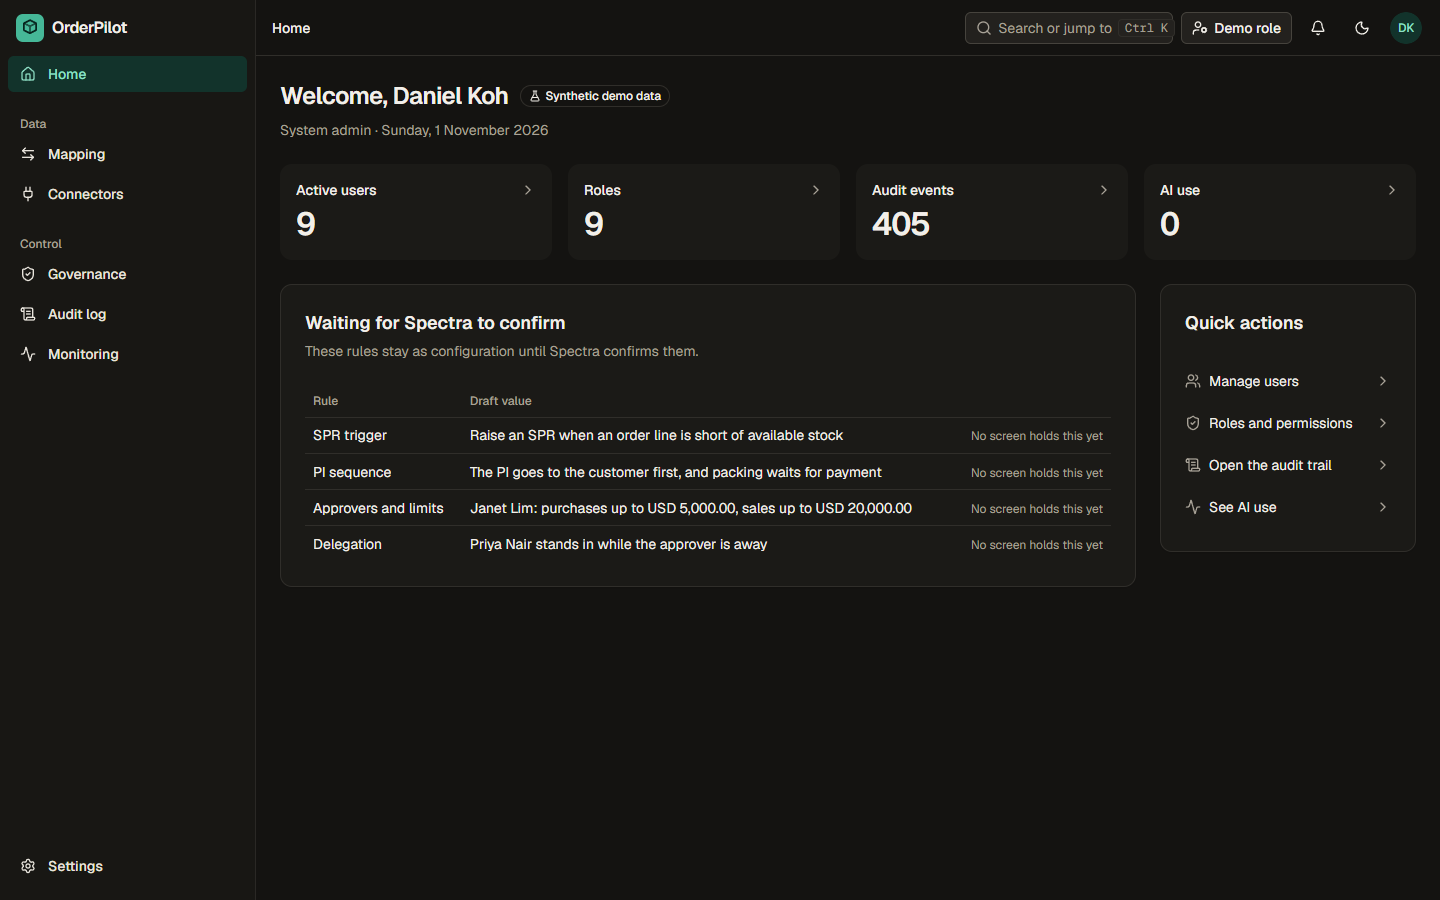 OrderPilot
Home
Search or jump to
Ctrl K
Demo role
DK
Home
Data
Mapping
Connectors
Control
Governance
Audit log
Monitoring
Settings
Welcome, Daniel Koh
Synthetic demo data
System admin · Sunday, 1 November 2026
Active users
9
Roles
9
Audit events
405
AI use
0
Waiting for Spectra to confirm
These rules stay as configuration until Spectra confirms them.
Rule Draft value
SPR trigger Raise an SPR when an order line is short of available stock No screen holds this yet
PI sequence The PI goes to the customer first, and packing waits for payment No screen holds this yet
Approvers and limits Janet Lim: purchases up to USD 5,000.00, sales up to USD 20,000.00 No screen holds this yet
Delegation Priya Nair stands in while the approver is away No screen holds this yet
Quick actions
Manage users
Roles and permissions
Open the audit trail
See AI use